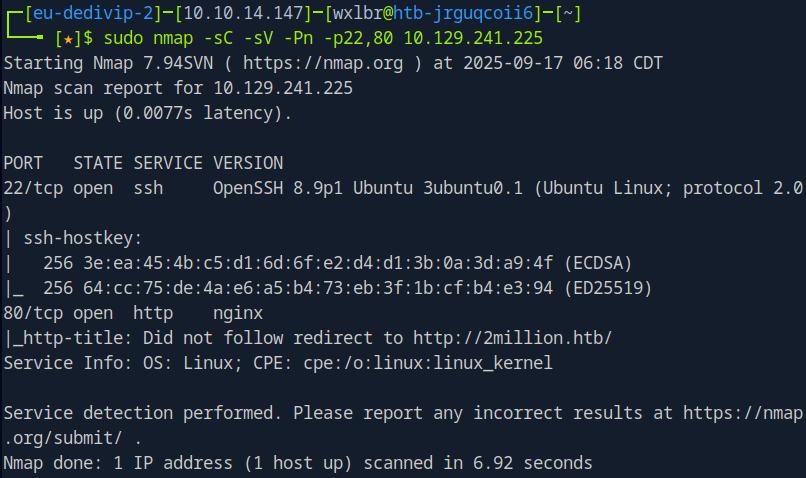 ┌─[eu-dedivip-2]─[10.10.14.147]─[wxlbr@htb-jrguqcoii6]─[~]
└──╼ [★]$ sudo nmap -sC -sV -Pn -p22,80 10.129.241.225
Starting Nmap 7.94SVN ( https://nmap.org ) at 2025-09-17 06:18 CDT
Nmap scan report for 10.129.241.225
Host is up (0.0077s latency).

PORT   STATE SERVICE VERSION
22/tcp open  ssh     OpenSSH 8.9p1 Ubuntu 3ubuntu0.1 (Ubuntu Linux; protocol 2.0
)
| ssh-hostkey:
|   256 3e:ea:45:4b:c5:d1:6d:6f:e2:d4:d1:3b:0a:3d:a9:4f (ECDSA)
|_  256 64:cc:75:de:4a:e6:a5:b4:73:eb:3f:1b:cf:b4:e3:94 (ED25519)
80/tcp open  http    nginx
|_http-title: Did not follow redirect to http://2million.htb/
Service Info: OS: Linux; CPE: cpe:/o:linux:linux_kernel

Service detection performed. Please report any incorrect results at https://nmap
.org/submit/ .
Nmap done: 1 IP address (1 host up) scanned in 6.92 seconds